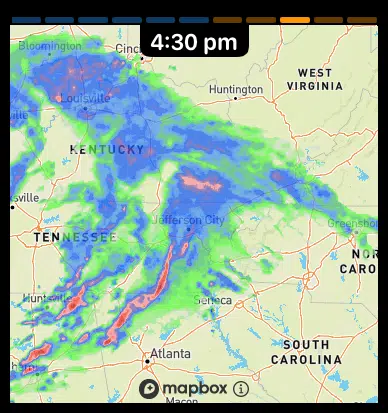 4:30 pm
Bloomington
Cinc
WEST
VIRGINIA
Huntington
Louisville
ville
KENTUCKY
sville
Jefferson City
Greensbo
TENNESSEE
NOR
CARO
Huntsville
Seneca
Atlanta
SOUTH
CAROLINA
mapbox
Macon